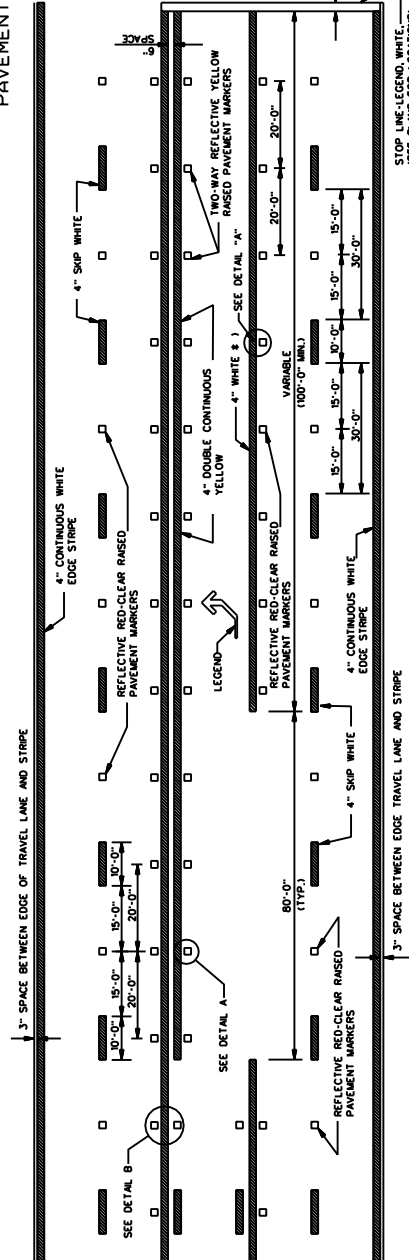 PAVEMENT
6"
SPACE
4" SKIP WHITE
TWO-WAY REFLECTIVE YELLOW
RAISED PAVEMENT MARKERS
20'-0"
20'-0"
STOP LINE-LEGEND, WHITE,
4" CONTINUOUS WHITE
EDGE STRIPE
REFLECTIVE RED-CLEAR RAISED
PAVEMENT MARKERS
4" DOUBLE CONTINUOUS
YELLOW
4" WHITE * )
SEE DETAIL "A"
VARIABLE
(100'-0" MIN.)
15'-0"
15'-0"
30'-0"
10'-0"
15'-0"
15'-0"
30'-0"
LEGEND
REFLECTIVE RED-CLEAR RAISED
PAVEMENT MARKERS
4" CONTINUOUS WHITE
EDGE STRIPE
3" SPACE BETWEEN EDGE OF TRAVEL LANE AND STRIPE
10'-0"
15'-0"
15'-0"
10'-0"
20'-0"
20'-0"
SEE DETAIL A
80'-0"
(TYP.)
4" SKIP WHITE
3" SPACE BETWEEN EDGE TRAVEL LANE AND STRIPE
SEE DETAIL B
REFLECTIVE RED-CLEAR RAISED
PAVEMENT MARKERS